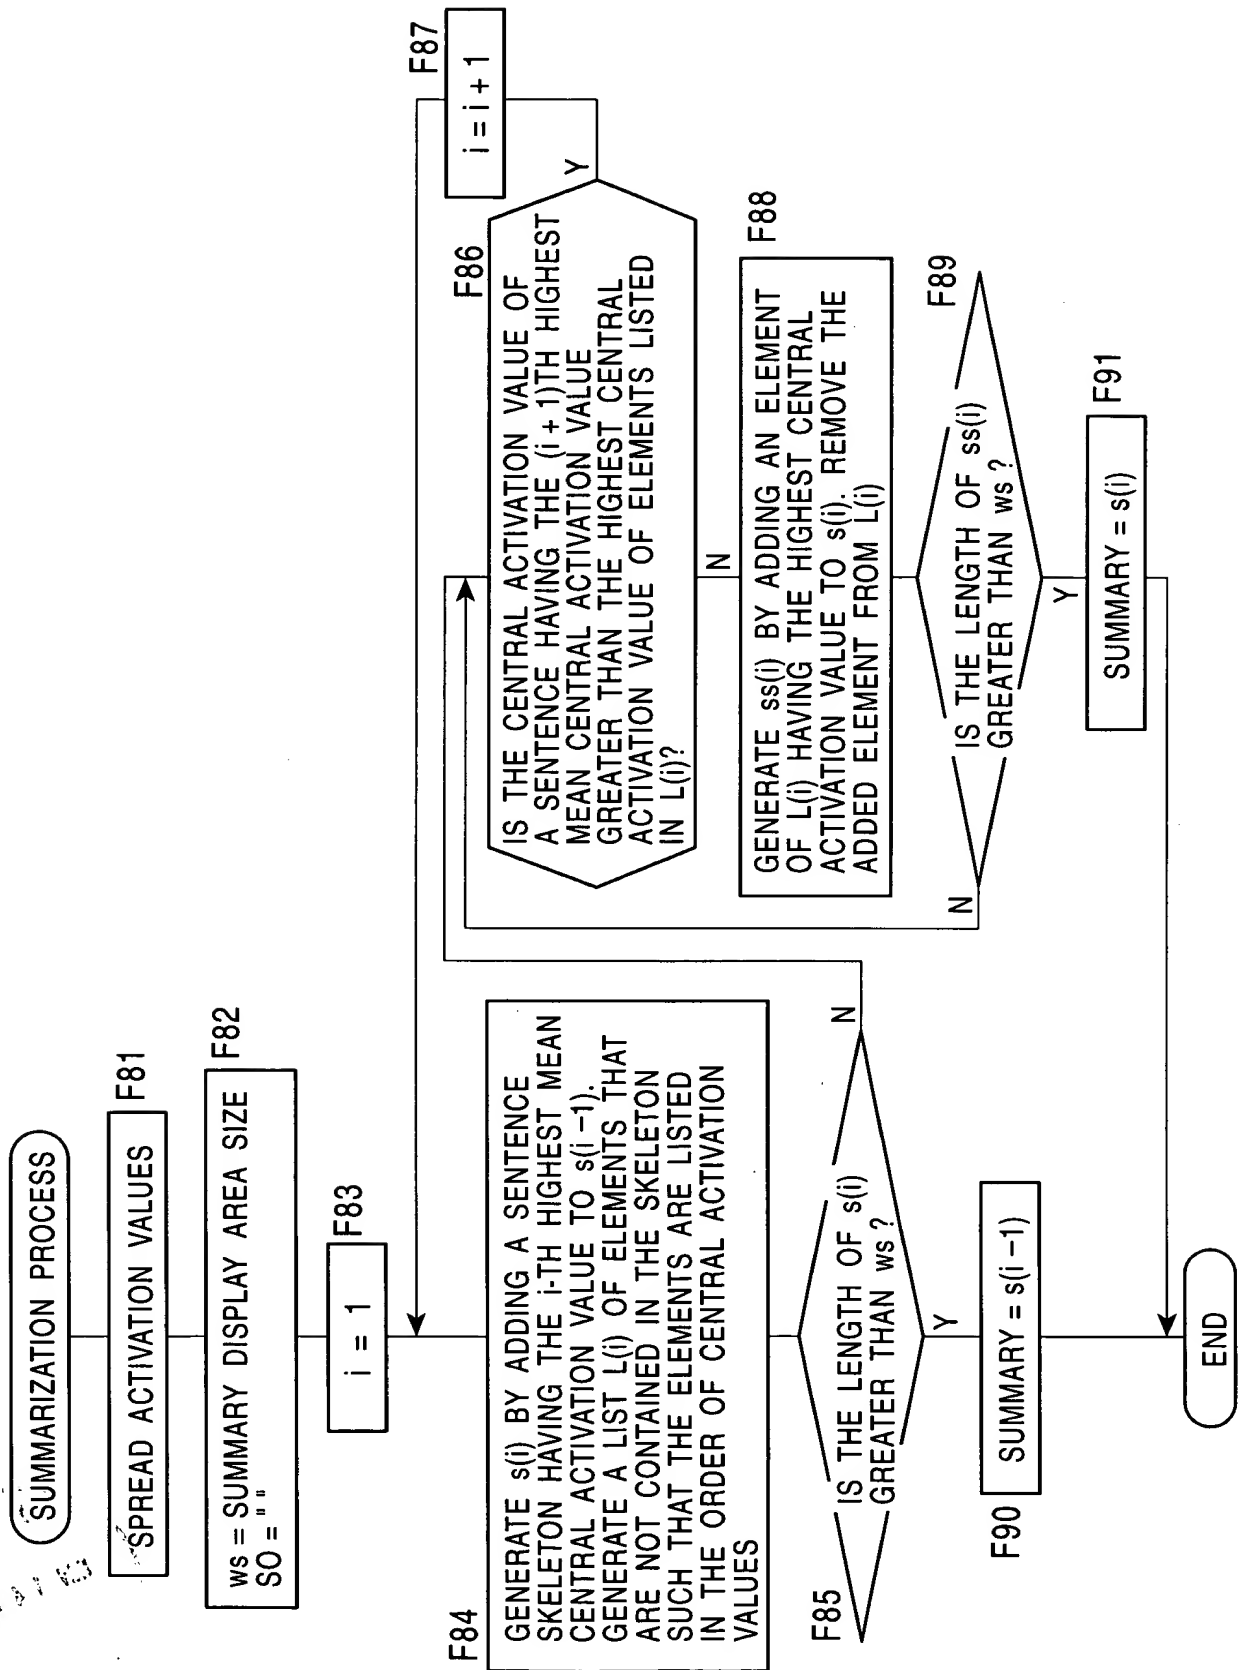 SUMMARIZATION PROCESS
SPREAD ACTIVATION VALUES
F81
ws = SUMMARY DISPLAY AREA SIZE
SO = " "
F82
i = 1
F83
F84
GENERATE s(i) BY ADDING A SENTENCE
SKELETON HAVING THE i-TH HIGHEST MEAN
CENTRAL ACTIVATION VALUE TO s(i −1).
GENERATE A LIST L(i) OF ELEMENTS THAT
ARE NOT CONTAINED IN THE SKELETON
SUCH THAT THE ELEMENTS ARE LISTED
IN THE ORDER OF CENTRAL ACTIVATION
VALUES
F85
IS THE LENGTH OF s(i)
GREATER THAN ws ?
N
Y
F90
SUMMARY = s(i −1)
END
F87
i = i + 1
F86
Y
IS THE CENTRAL ACTIVATION VALUE OF
A SENTENCE HAVING THE (i + 1)TH HIGHEST
MEAN CENTRAL ACTIVATION VALUE
GREATER THAN THE HIGHEST CENTRAL
ACTIVATION VALUE OF ELEMENTS LISTED
IN L(i)?
N
F88
GENERATE ss(i) BY ADDING AN ELEMENT
OF L(i) HAVING THE HIGHEST CENTRAL
ACTIVATION VALUE TO s(i). REMOVE THE
ADDED ELEMENT FROM L(i)
F89
N
IS THE LENGTH OF ss(i)
GREATER THAN ws ?
Y
F91
SUMMARY = s(i)